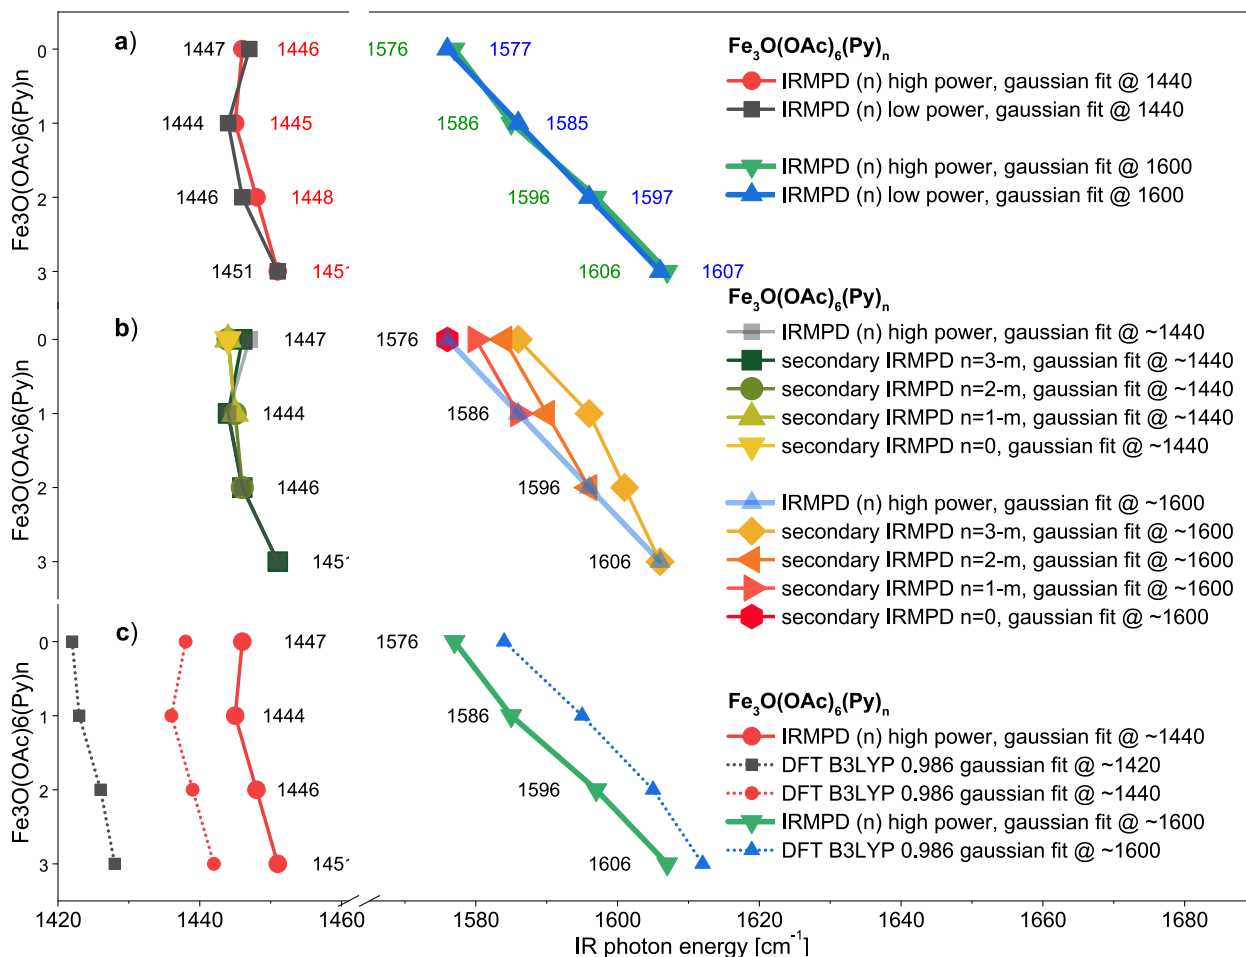 a)
Fe3O(OAc)6(Py)n
0
1
2
3
1447 1446 1576 1577
1444 1445 1586 1585
1446 1448 1596 1597
1451 1451 1606 1607
Fe₃O(OAc)₆(Py)ₙ
IRMPD (n) high power, gaussian fit @ 1440
IRMPD (n) low power, gaussian fit @ 1440
IRMPD (n) high power, gaussian fit @ 1600
IRMPD (n) low power, gaussian fit @ 1600
b)
Fe3O(OAc)6(Py)n
0
1
2
3
1447 1576
1444 1586
1446 1596
1451 1606
Fe₃O(OAc)₆(Py)ₙ
IRMPD (n) high power, gaussian fit @ ~1440
secondary IRMPD n=3-m, gaussian fit @ ~1440
secondary IRMPD n=2-m, gaussian fit @ ~1440
secondary IRMPD n=1-m, gaussian fit @ ~1440
secondary IRMPD n=0, gaussian fit @ ~1440
IRMPD (n) high power, gaussian fit @ ~1600
secondary IRMPD n=3-m, gaussian fit @ ~1600
secondary IRMPD n=2-m, gaussian fit @ ~1600
secondary IRMPD n=1-m, gaussian fit @ ~1600
secondary IRMPD n=0, gaussian fit @ ~1600
c)
Fe3O(OAc)6(Py)n
0
1
2
3
1447 1576
1444 1586
1446 1596
1451 1606
Fe₃O(OAc)₆(Py)ₙ
IRMPD (n) high power, gaussian fit @ ~1440
DFT B3LYP 0.986 gaussian fit @ ~1420
DFT B3LYP 0.986 gaussian fit @ ~1440
IRMPD (n) high power, gaussian fit @ ~1600
DFT B3LYP 0.986 gaussian fit @ ~1600
1420 1440 1460 1580 1600 1620 1640 1660 1680
IR photon energy [cm⁻¹]